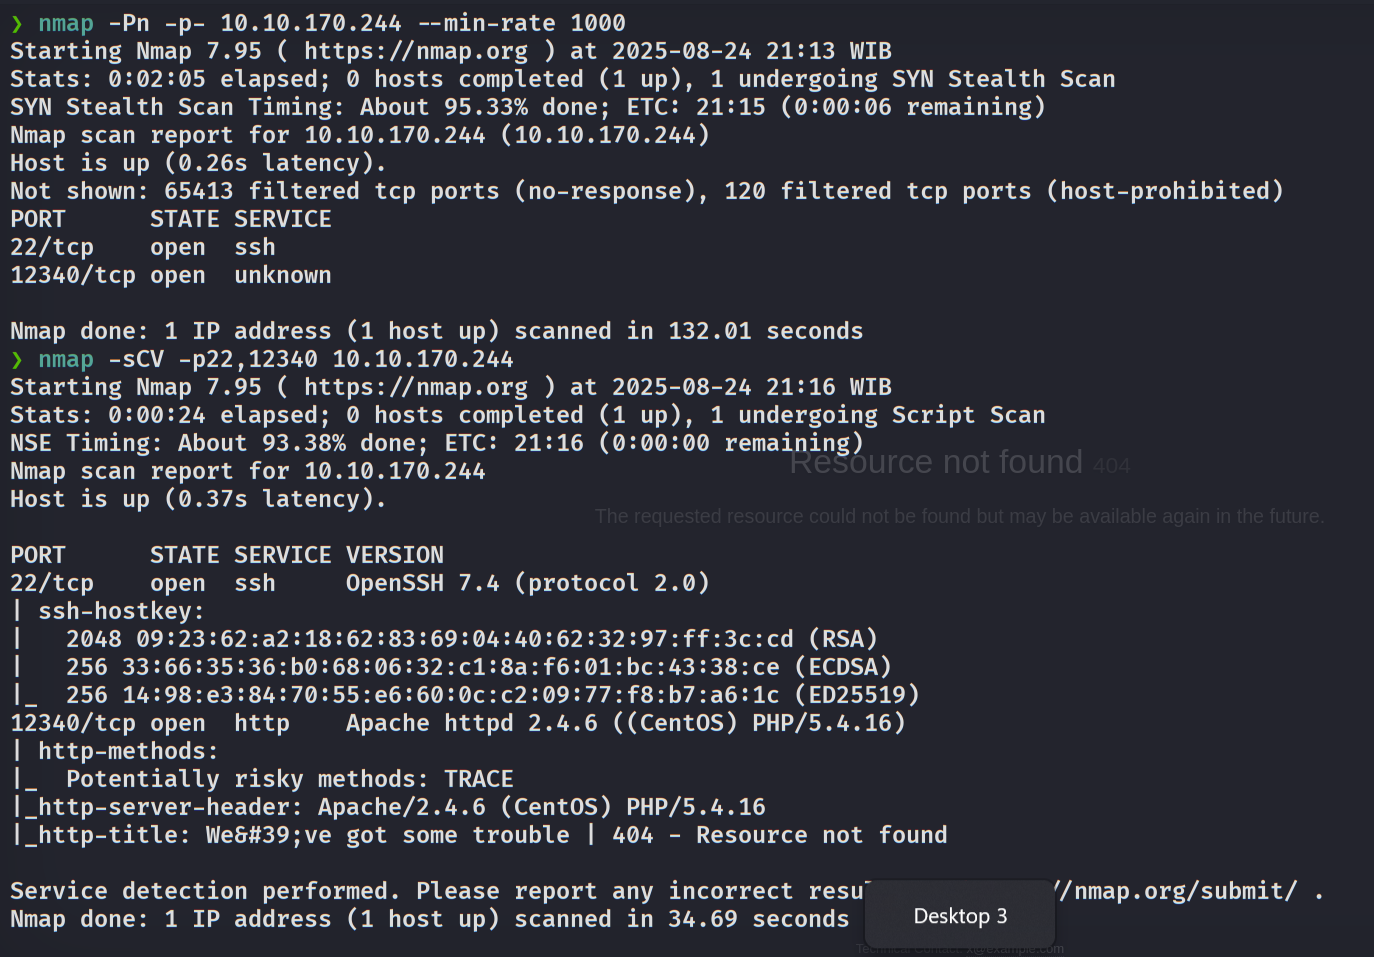 ❯ nmap -Pn -p- 10.10.170.244 --min-rate 1000
Starting Nmap 7.95 ( https://nmap.org ) at 2025-08-24 21:13 WIB
Stats: 0:02:05 elapsed; 0 hosts completed (1 up), 1 undergoing SYN Stealth Scan
SYN Stealth Scan Timing: About 95.33% done; ETC: 21:15 (0:00:06 remaining)
Nmap scan report for 10.10.170.244 (10.10.170.244)
Host is up (0.26s latency).
Not shown: 65413 filtered tcp ports (no-response), 120 filtered tcp ports (host-prohibited)
PORT      STATE SERVICE
22/tcp    open  ssh
12340/tcp open  unknown
Nmap done: 1 IP address (1 host up) scanned in 132.01 seconds
❯ nmap -sCV -p22,12340 10.10.170.244
Starting Nmap 7.95 ( https://nmap.org ) at 2025-08-24 21:16 WIB
Stats: 0:00:24 elapsed; 0 hosts completed (1 up), 1 undergoing Script Scan
NSE Timing: About 93.38% done; ETC: 21:16 (0:00:00 remaining)
Resource not found 404
Nmap scan report for 10.10.170.244
Host is up (0.37s latency).
The requested resource could not be found but may be available again in the future.
PORT      STATE SERVICE VERSION
22/tcp    open  ssh     OpenSSH 7.4 (protocol 2.0)
| ssh-hostkey:
|   2048 09:23:62:a2:18:62:83:69:04:40:62:32:97:ff:3c:cd (RSA)
|   256 33:66:35:36:b0:68:06:32:c1:8a:f6:01:bc:43:38:ce (ECDSA)
|_  256 14:98:e3:84:70:55:e6:60:0c:c2:09:77:f8:b7:a6:1c (ED25519)
12340/tcp open  http    Apache httpd 2.4.6 ((CentOS) PHP/5.4.16)
| http-methods:
|_  Potentially risky methods: TRACE
|_http-server-header: Apache/2.4.6 (CentOS) PHP/5.4.16
|_http-title: We&#39;ve got some trouble | 404 - Resource not found
Service detection performed. Please report any incorrect resul //nmap.org/submit/ .
Nmap done: 1 IP address (1 host up) scanned in 34.69 seconds
Desktop 3